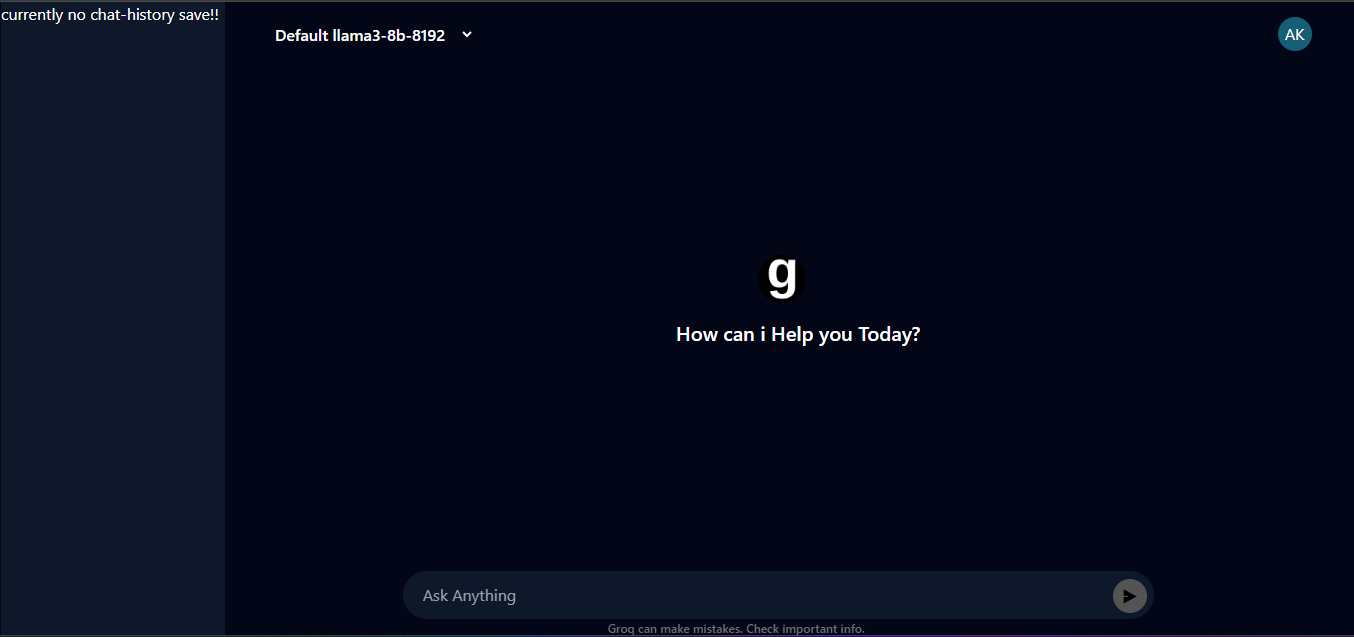 currently no chat-history save!!
Default llama3-8b-8192
AK
g
How can i Help you Today?
Ask Anything
Groq can make mistakes. Check important info.